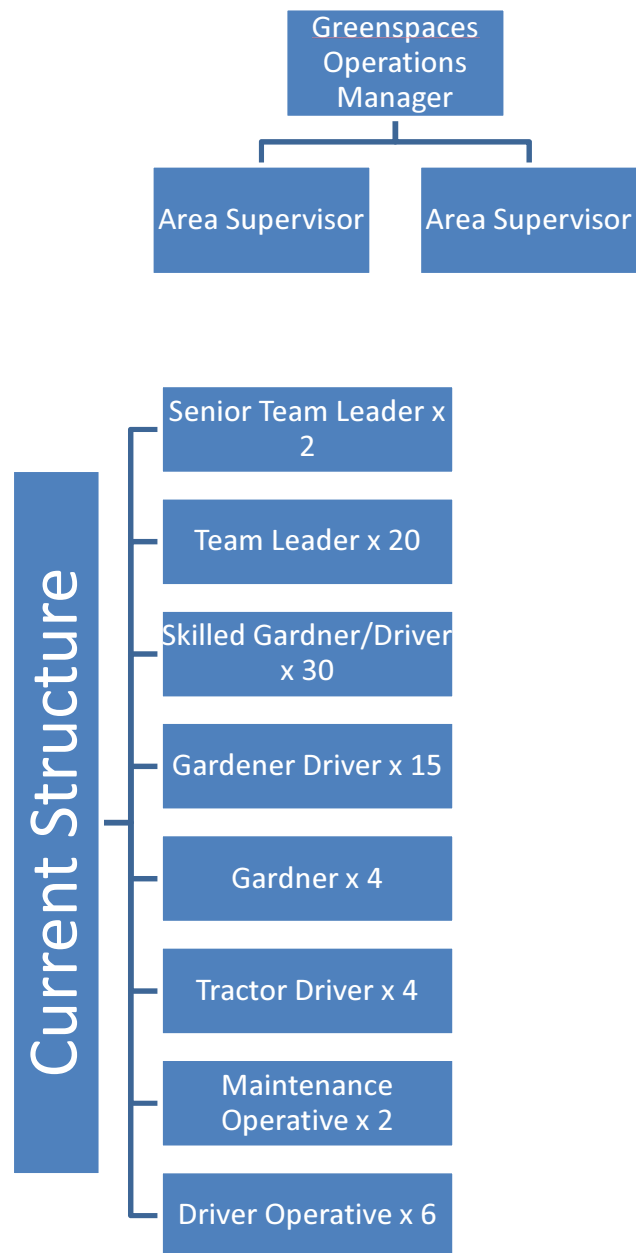 Greenspaces
Operations
Manager
Area Supervisor
Area Supervisor
Current Structure
Senior Team Leader x
2
Team Leader x 20
Skilled Gardner/Driver
x 30
Gardener Driver x 15
Gardner x 4
Tractor Driver x 4
Maintenance
Operative x 2
Driver Operative x 6